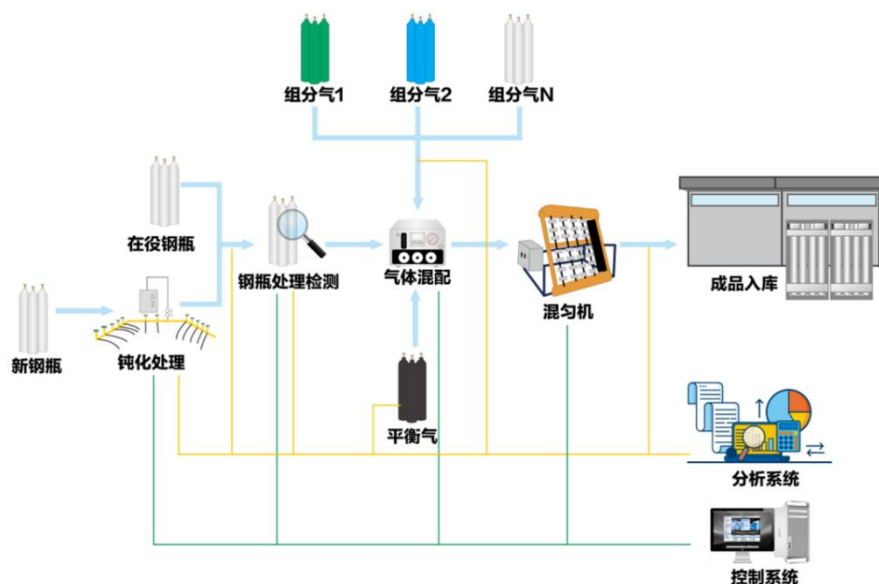 组分气1
组分气2
组分气N
在役钢瓶
钢瓶处理检测
气体混配
混匀机
成品入库
新钢瓶
钝化处理
平衡气
分析系统
控制系统